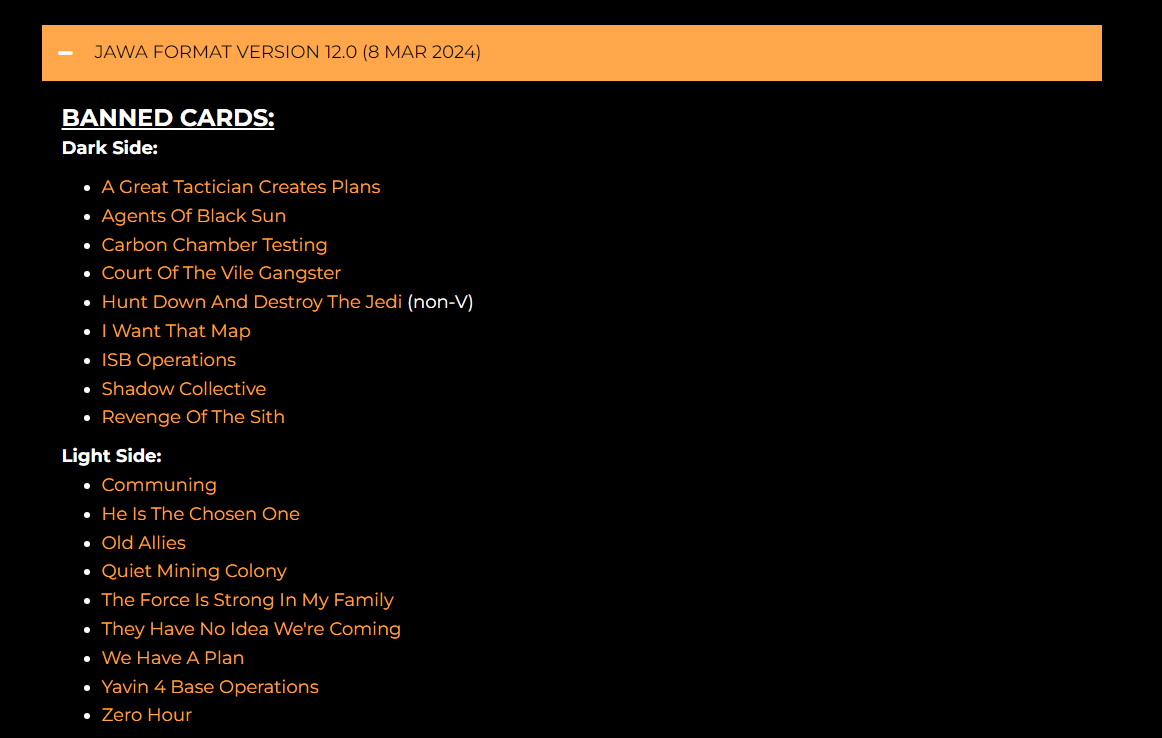 JAWA FORMAT VERSION 12.0 (8 MAR 2024)
BANNED CARDS:
Dark Side:
A Great Tactician Creates Plans
Agents Of Black Sun
Carbon Chamber Testing
Court Of The Vile Gangster
Hunt Down And Destroy The Jedi (non-V)
I Want That Map
ISB Operations
Shadow Collective
Revenge Of The Sith
Light Side:
Communing
He Is The Chosen One
Old Allies
Quiet Mining Colony
The Force Is Strong In My Family
They Have No Idea We're Coming
We Have A Plan
Yavin 4 Base Operations
Zero Hour